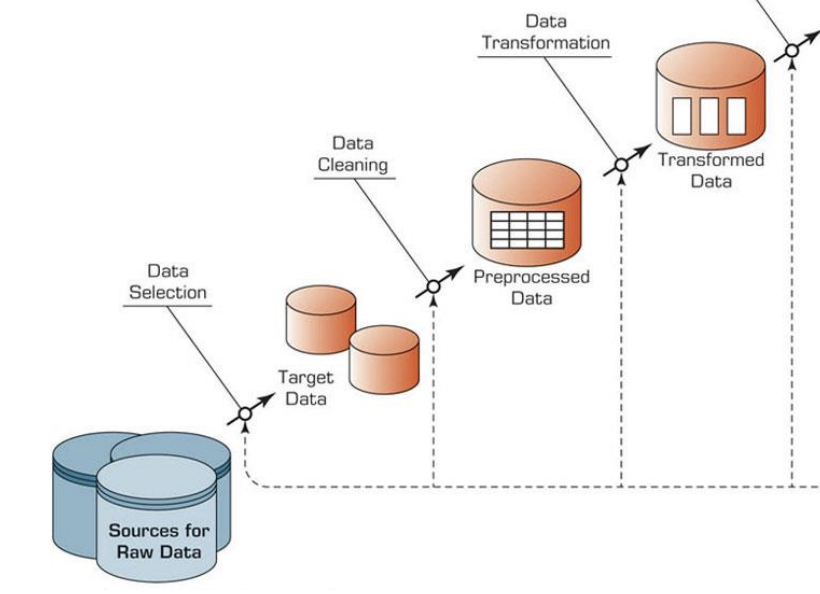 Data
Transformation
Transformed
Data
Data
Cleaning
Preprocessed
Data
Data
Selection
Target
Data
Sources for
Raw Data